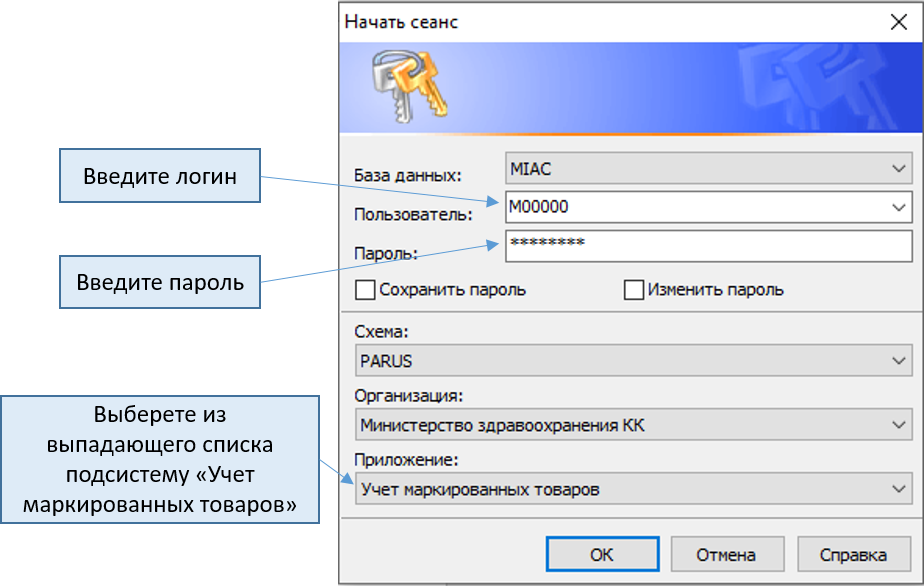 Начать сеанс
База данных:
MIAC
Введите логин
Пользователь:
M00000
Пароль:
********
Введите пароль
Сохранить пароль
Изменить пароль
Схема:
PARUS
Организация:
Министерство здравоохранения КК
Выберете из
выпадающего списка
подсистему «Учет
маркированных товаров»
Приложение:
Учет маркированных товаров
ОК
Отмена
Справка